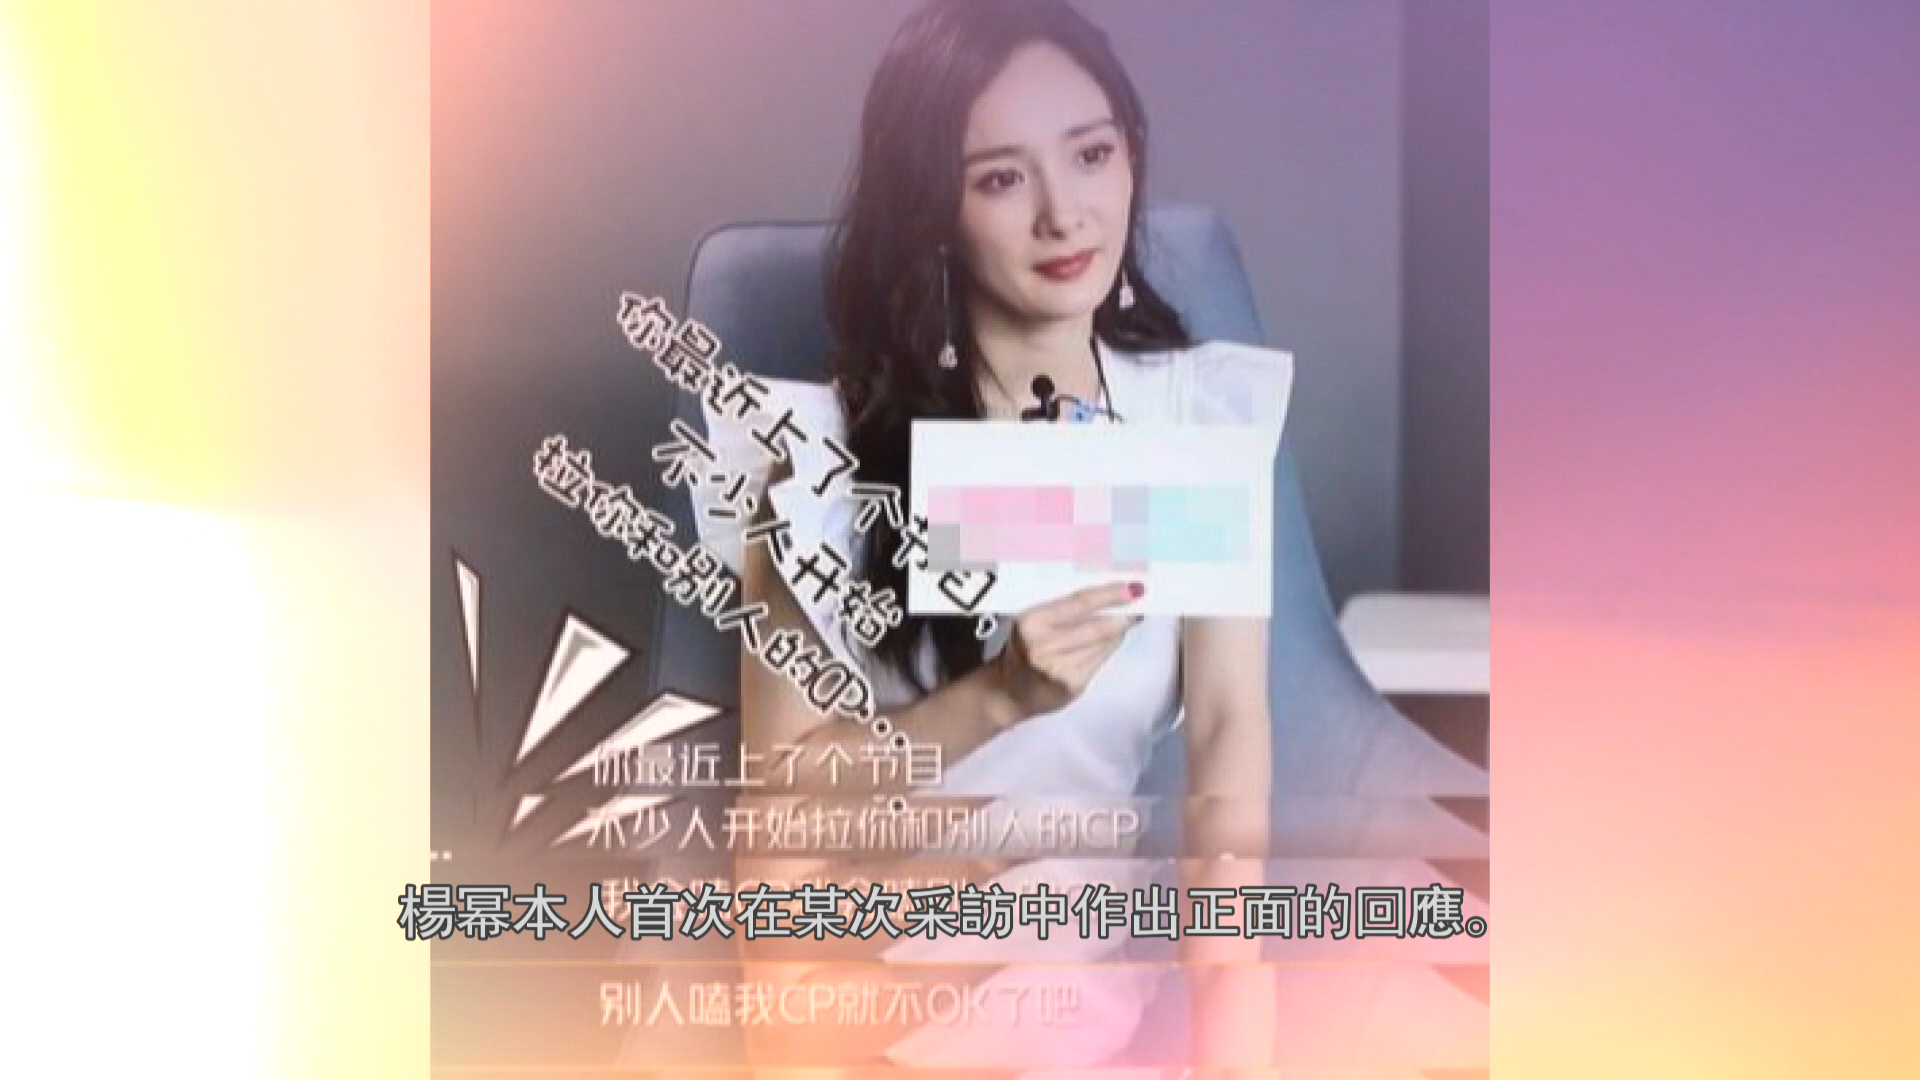 你最近上了个节目,
不少人开始
拉你和别人的CP...
你最近上了个节目
不少人开始拉你和别人的CP
楊幂本人首次在某次采訪中作出正面的回應。
别人嗑我CP就不OK了吧